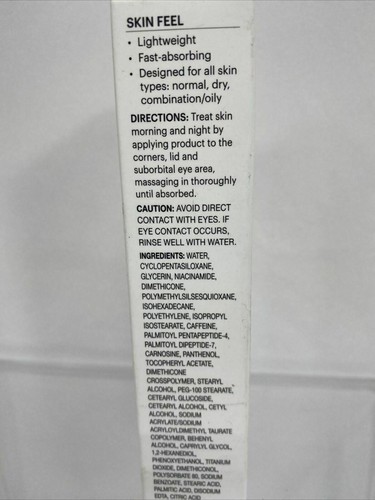 SKIN FEEL
• Lightweight
• Fast-absorbing
• Designed for all skin
types: normal, dry,
combination/oily
DIRECTIONS: Treat skin
morning and night by
applying product to the
corners, lid and
suborbital eye area,
massaging in thoroughly
until absorbed.
CAUTION: AVOID DIRECT
CONTACT WITH EYES. IF
EYE CONTACT OCCURS,
RINSE WELL WITH WATER.
INGREDIENTS: WATER,
CYCLOPENTASILOXANE,
GLYCERIN, NIACINAMIDE,
DIMETHICONE,
POLYMETHYLSILSESQUIOXANE,
ISOHEXADECANE,
POLYETHYLENE, ISOPROPYL
ISOSTEARATE, CAFFEINE,
PALMITOYL PENTAPEPTIDE-4,
PALMITOYL DIPEPTIDE-7,
CARNOSINE, PANTHENOL,
TOCOPHERYL ACETATE,
DIMETHICONE
CROSSPOLYMER, STEARYL
ALCOHOL, PEG-100 STEARATE,
CETEARYL GLUCOSIDE,
CETEARYL ALCOHOL, CETYL
ALCOHOL, SODIUM
ACRYLATE/SODIUM
ACRYLOYLDIMETHYL TAURATE
COPOLYMER, BEHENYL
ALCOHOL, CAPRYLYL GLYCOL,
1,2-HEXANEDIOL,
PHENOXYETHANOL, TITANIUM
DIOXIDE, DIMETHICONOL,
POLYSORBATE 80, SODIUM
BENZOATE, STEARIC ACID,
PALMITIC ACID, DISODIUM
EDTA, CITRIC ACID